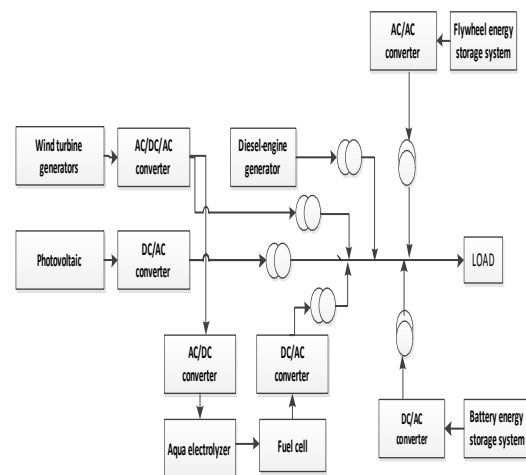 AC/AC
converter
Flywheel energy
storage system
Wind turbine
generators
AC/DC/AC
converter
Diesel-engine
generator
Photovoltaic
DC/AC
converter
LOAD
AC/DC
converter
DC/AC
converter
Aqua electrolyzer
Fuel cell
DC/AC
converter
Battery energy
storage system